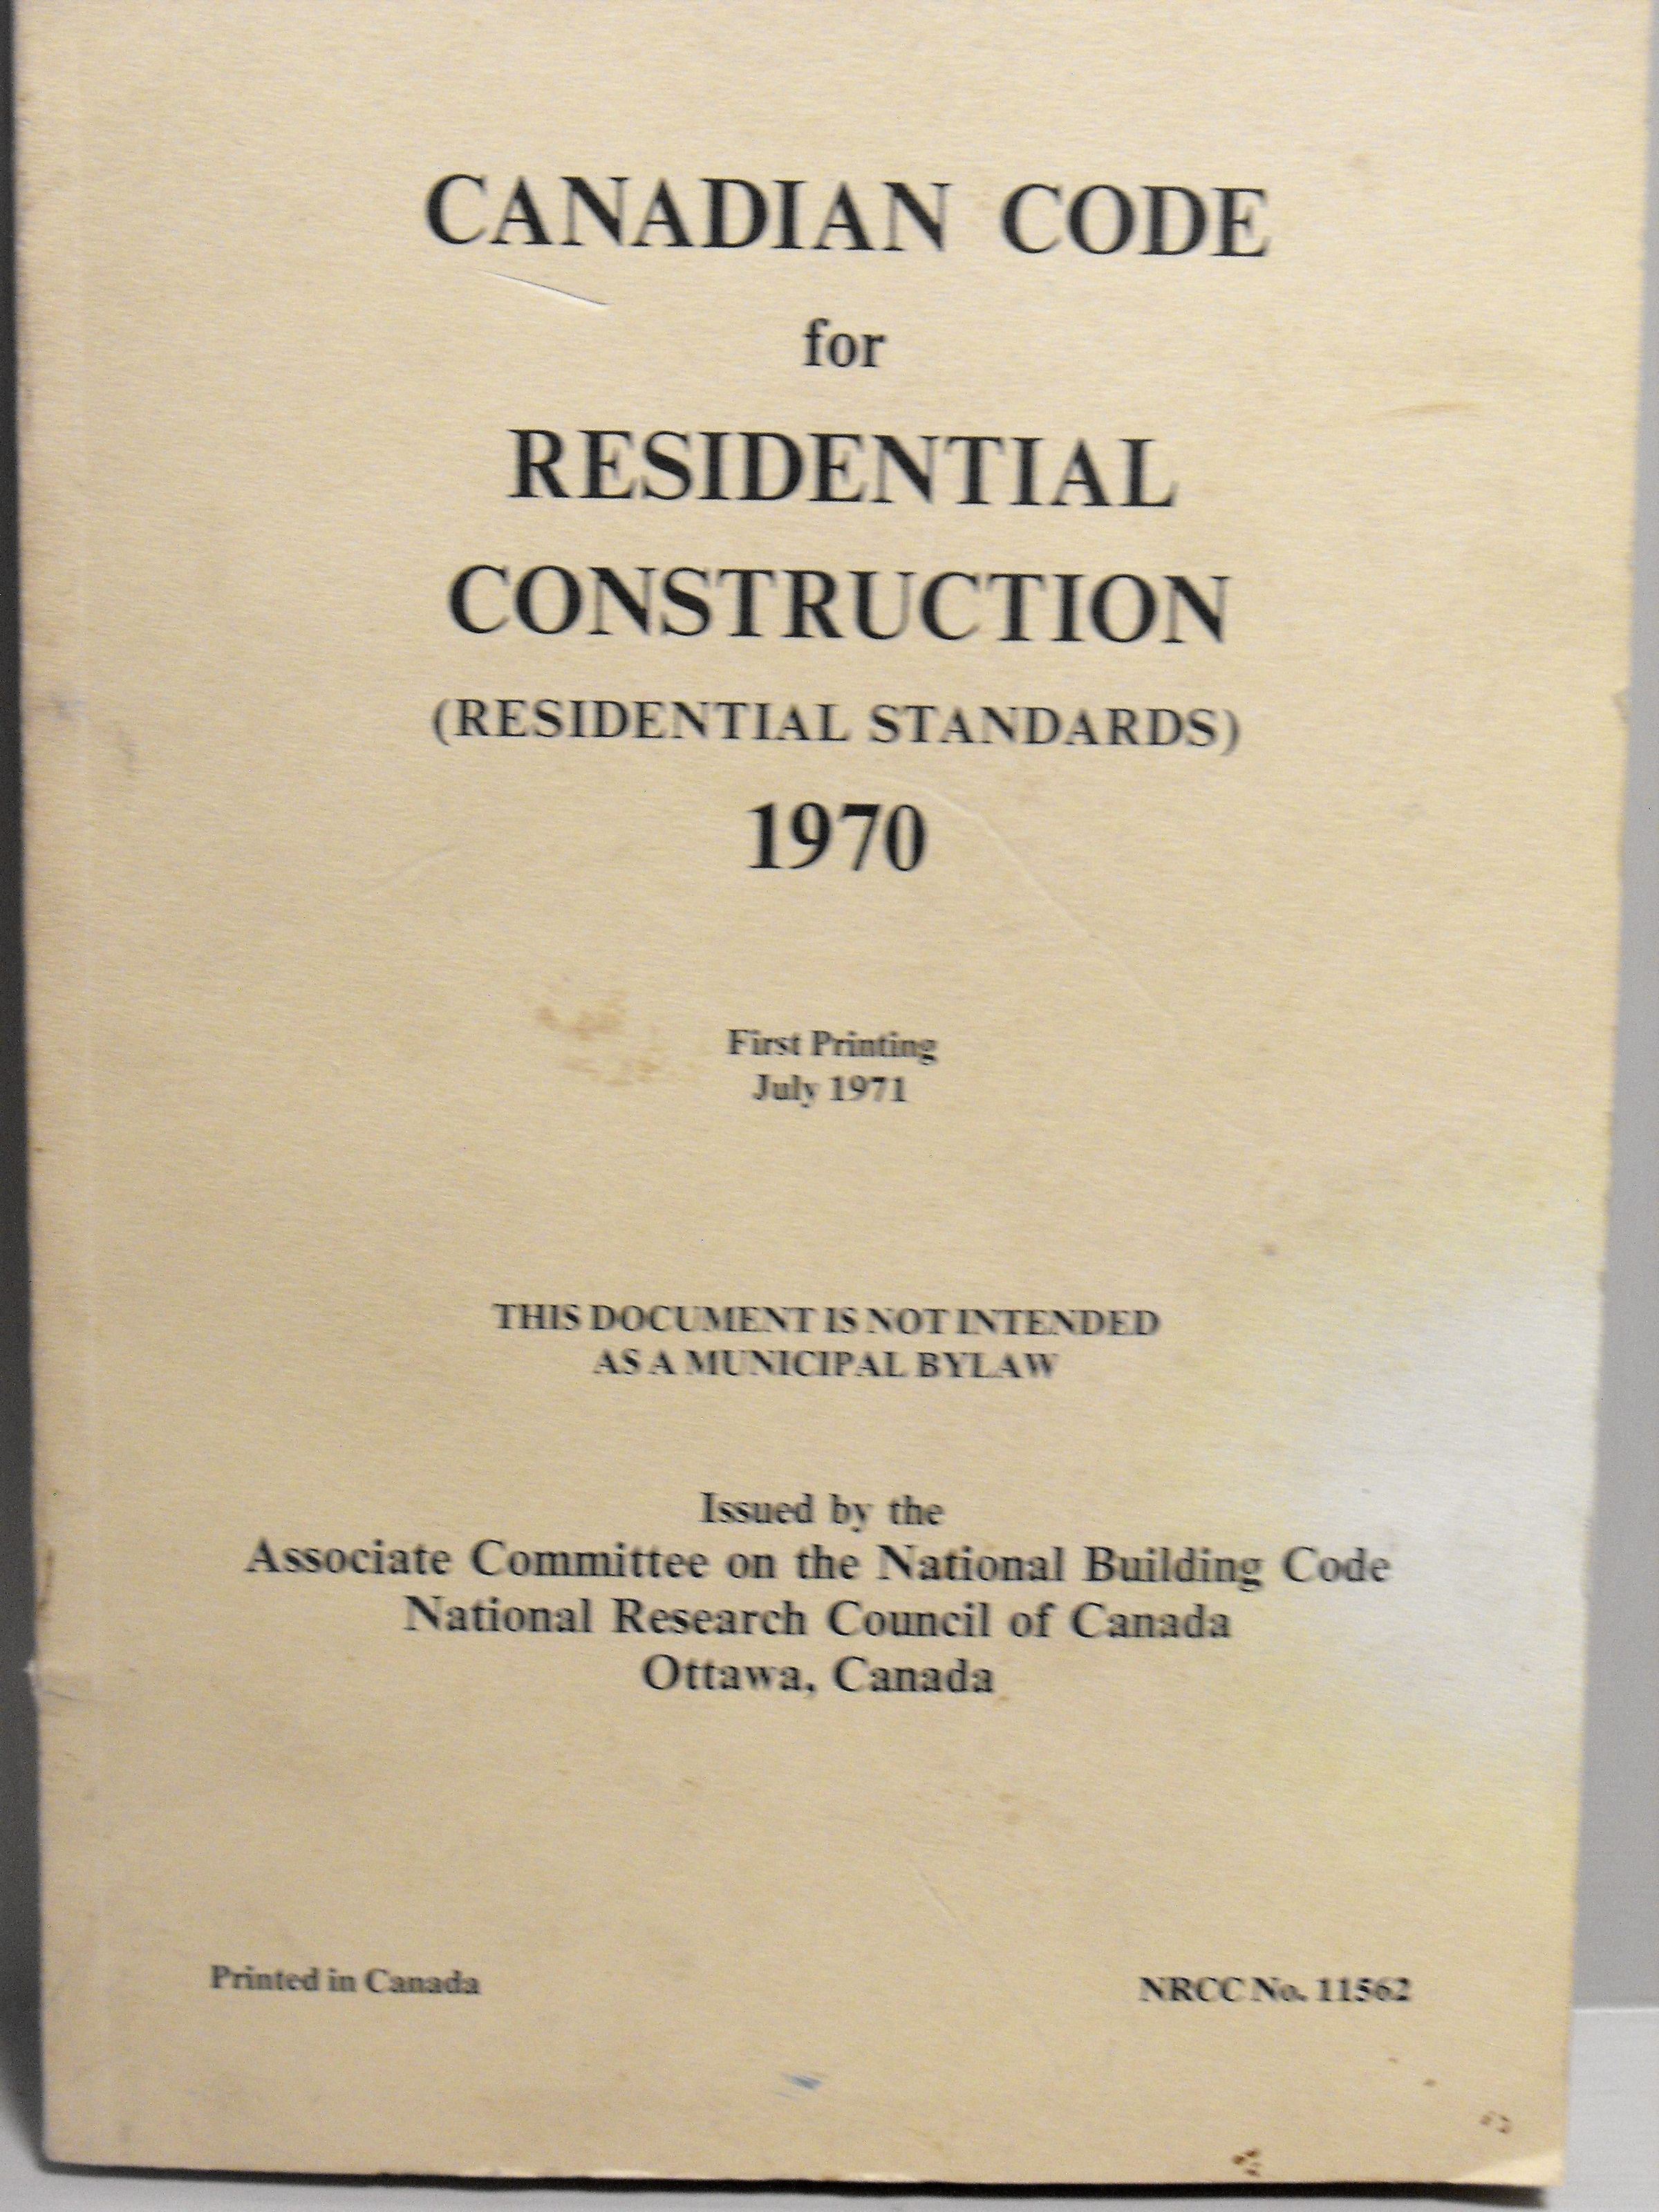 CANADIAN CODE
for
RESIDENTIAL
CONSTRUCTION
(RESIDENTIAL STANDARDS)
1970
First Printing
July 1971
THIS DOCUMENT IS NOT INTENDED
AS A MUNICIPAL BYLAW
Issued by the
Associate Committee on the National Building Code
National Research Council of Canada
Ottawa, Canada
Printed in Canada
NRCC No. 11562